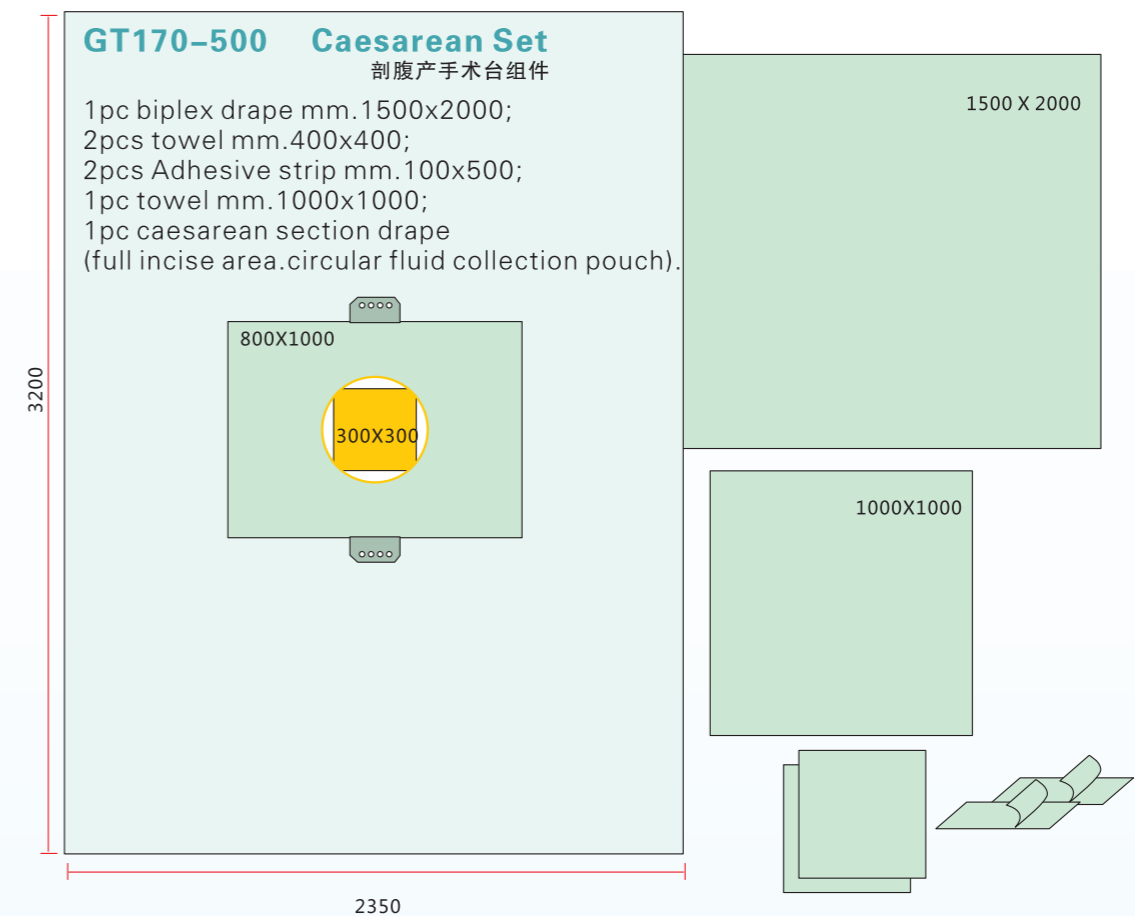 GT170–500 Caesarean Set
剖腹产手术台组件
1pc biplex drape mm.1500x2000;
2pcs towel mm.400x400;
2pcs Adhesive strip mm.100x500;
1pc towel mm.1000x1000;
1pc caesarean section drape
(full incise area.circular fluid collection pouch).
1500 X 2000
800X1000
300X300
3200
1000X1000
2350